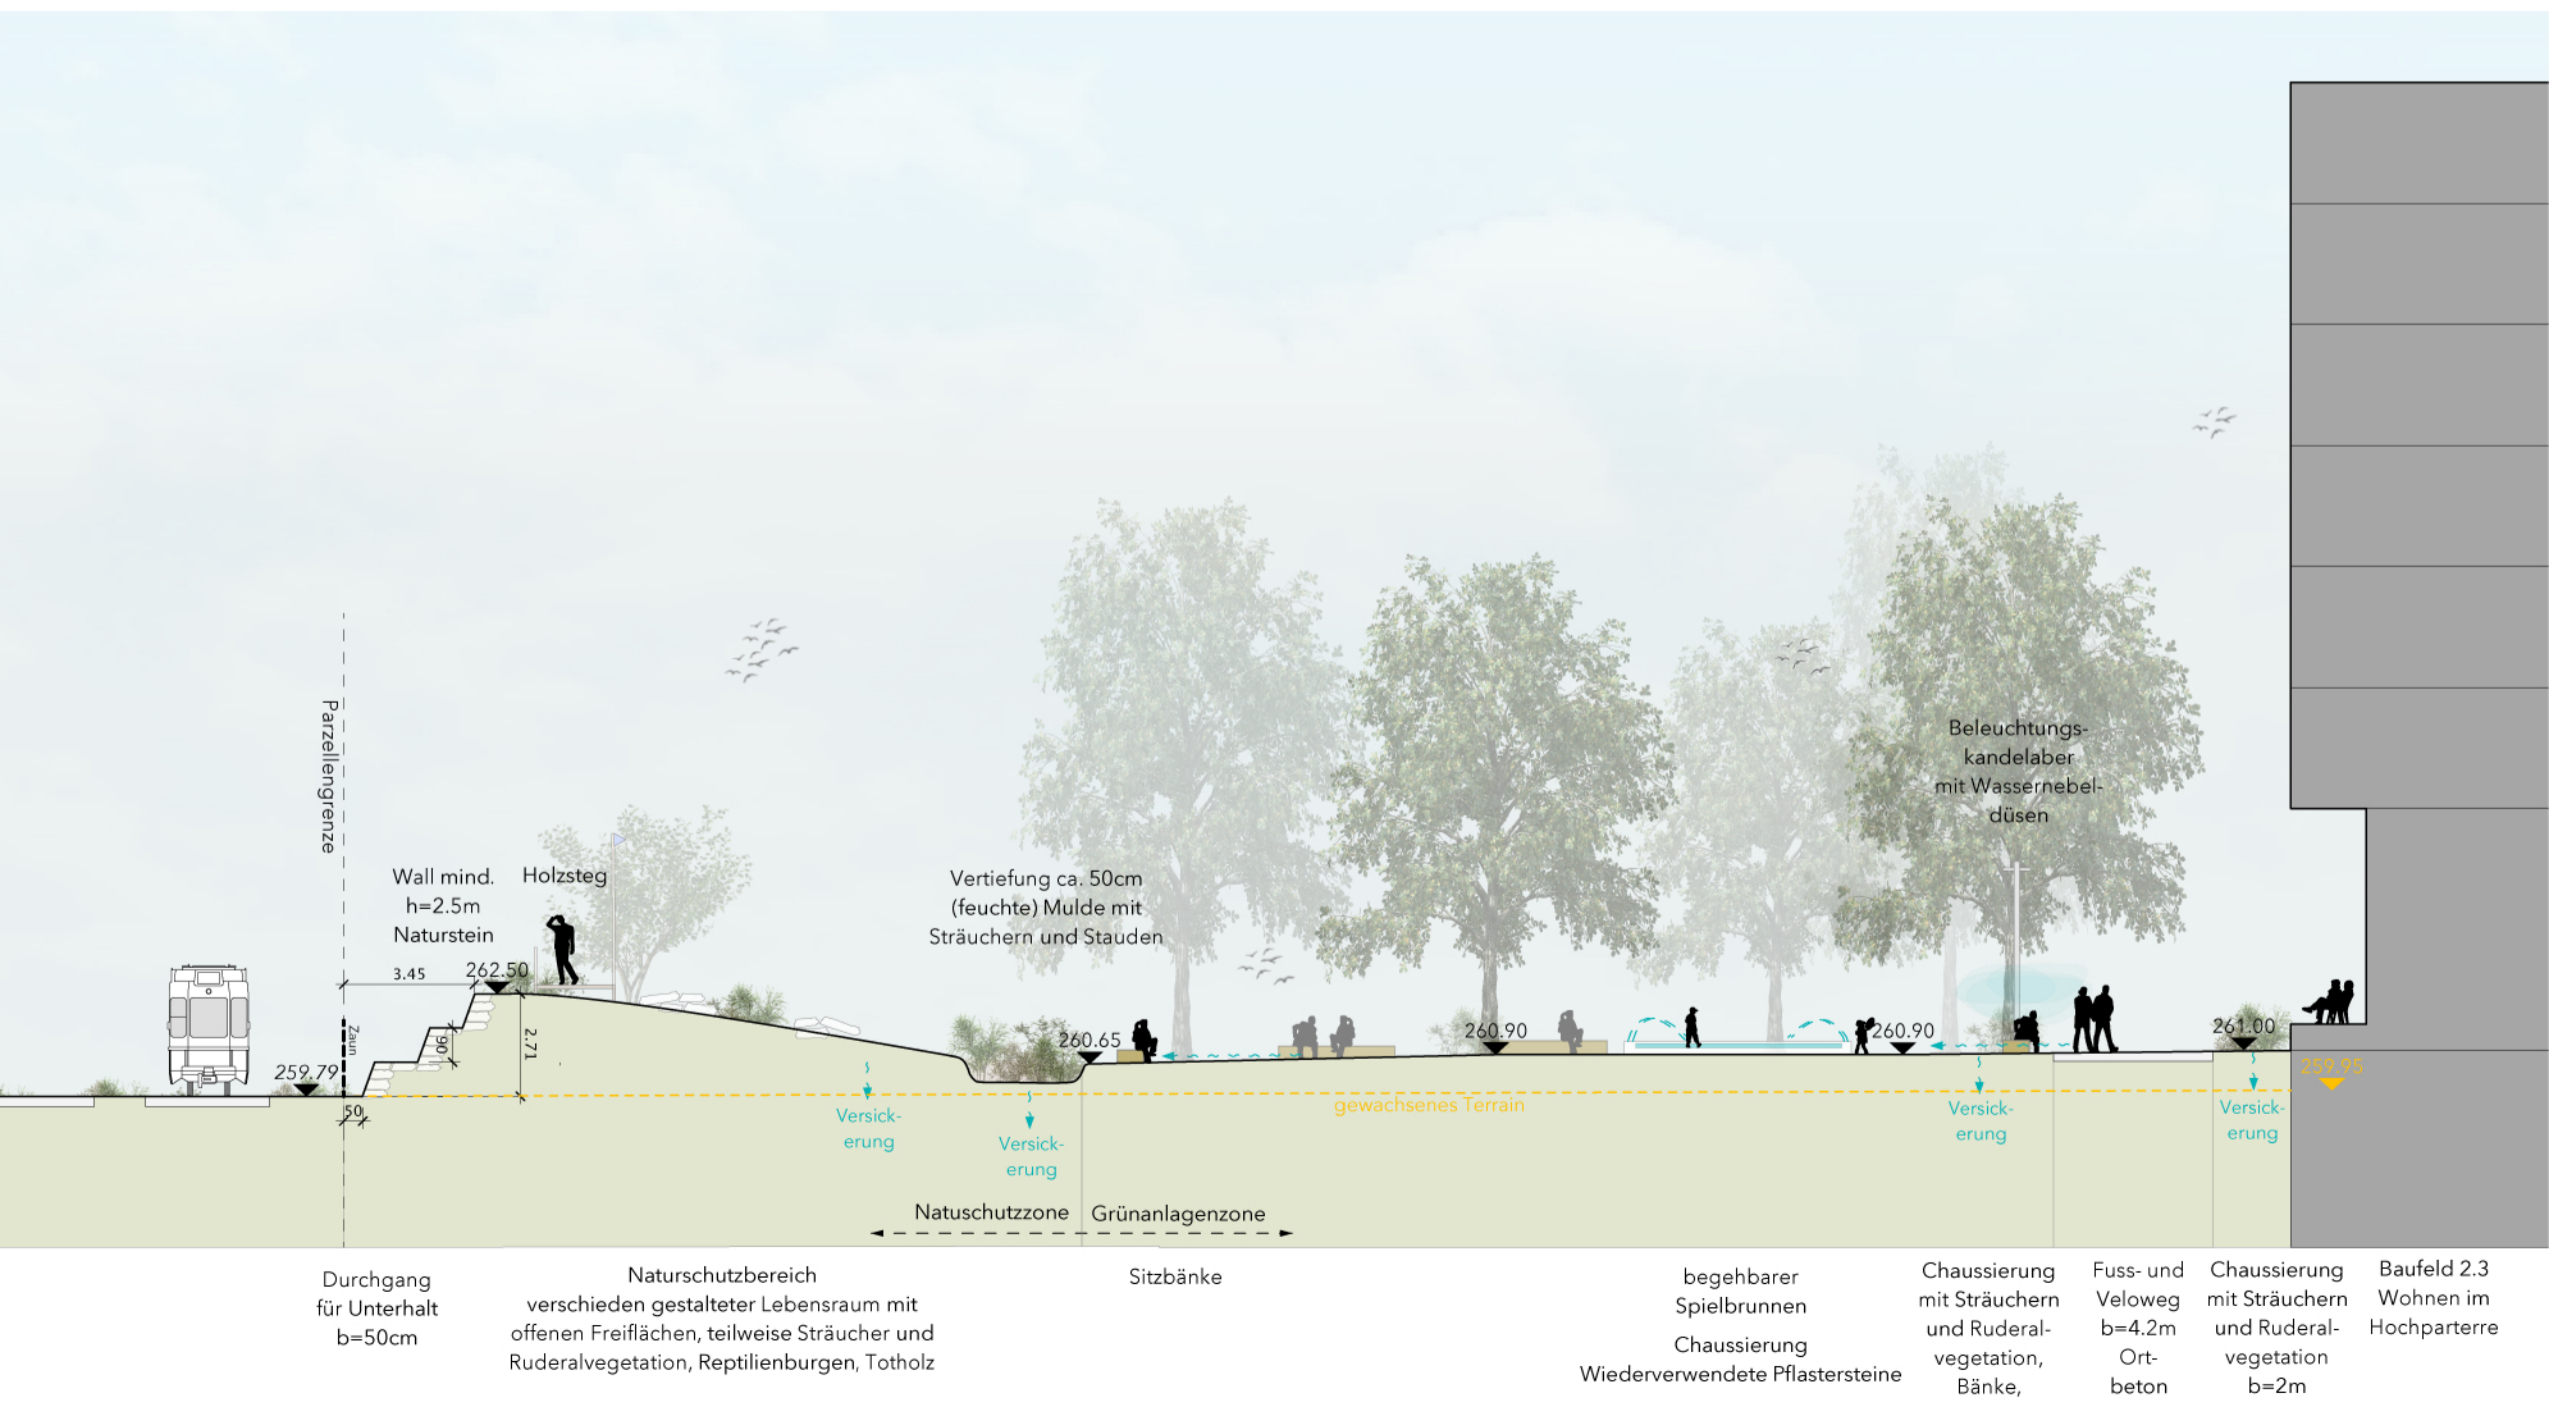 Beleuchtungs-
kandelaber
mit Wassernebel-
düsen
Parzellengrenze
Wall mind.
h=2.5m
Naturstein
Holzsteg
Vertiefung ca. 50cm
(feuchte) Mulde mit
Sträuchern und Stauden
3.45
262.50
Zaun
90
2.71
259.79
50
260.65
260.90
260.90
261.00
259.95
gewachsenes Terrain
Versick-
erung
Versick-
erung
Versick-
erung
Versick-
erung
Natuschutzzone
Grünanlagenzone
Durchgang
für Unterhalt
b=50cm
Naturschutzbereich
verschieden gestalteter Lebensraum mit
offenen Freiflächen, teilweise Sträucher und
Ruderalvegetation, Reptilienburgen, Totholz
Sitzbänke
begehbarer
Spielbrunnen
Chaussierung
Wiederverwendete Pflastersteine
Chaussierung
mit Sträuchern
und Ruderal-
vegetation,
Bänke,
Fuss- und
Veloweg
b=4.2m
Ort-
beton
Chaussierung
mit Sträuchern
und Ruderal-
vegetation
b=2m
Baufeld 2.3
Wohnen im
Hochparterre